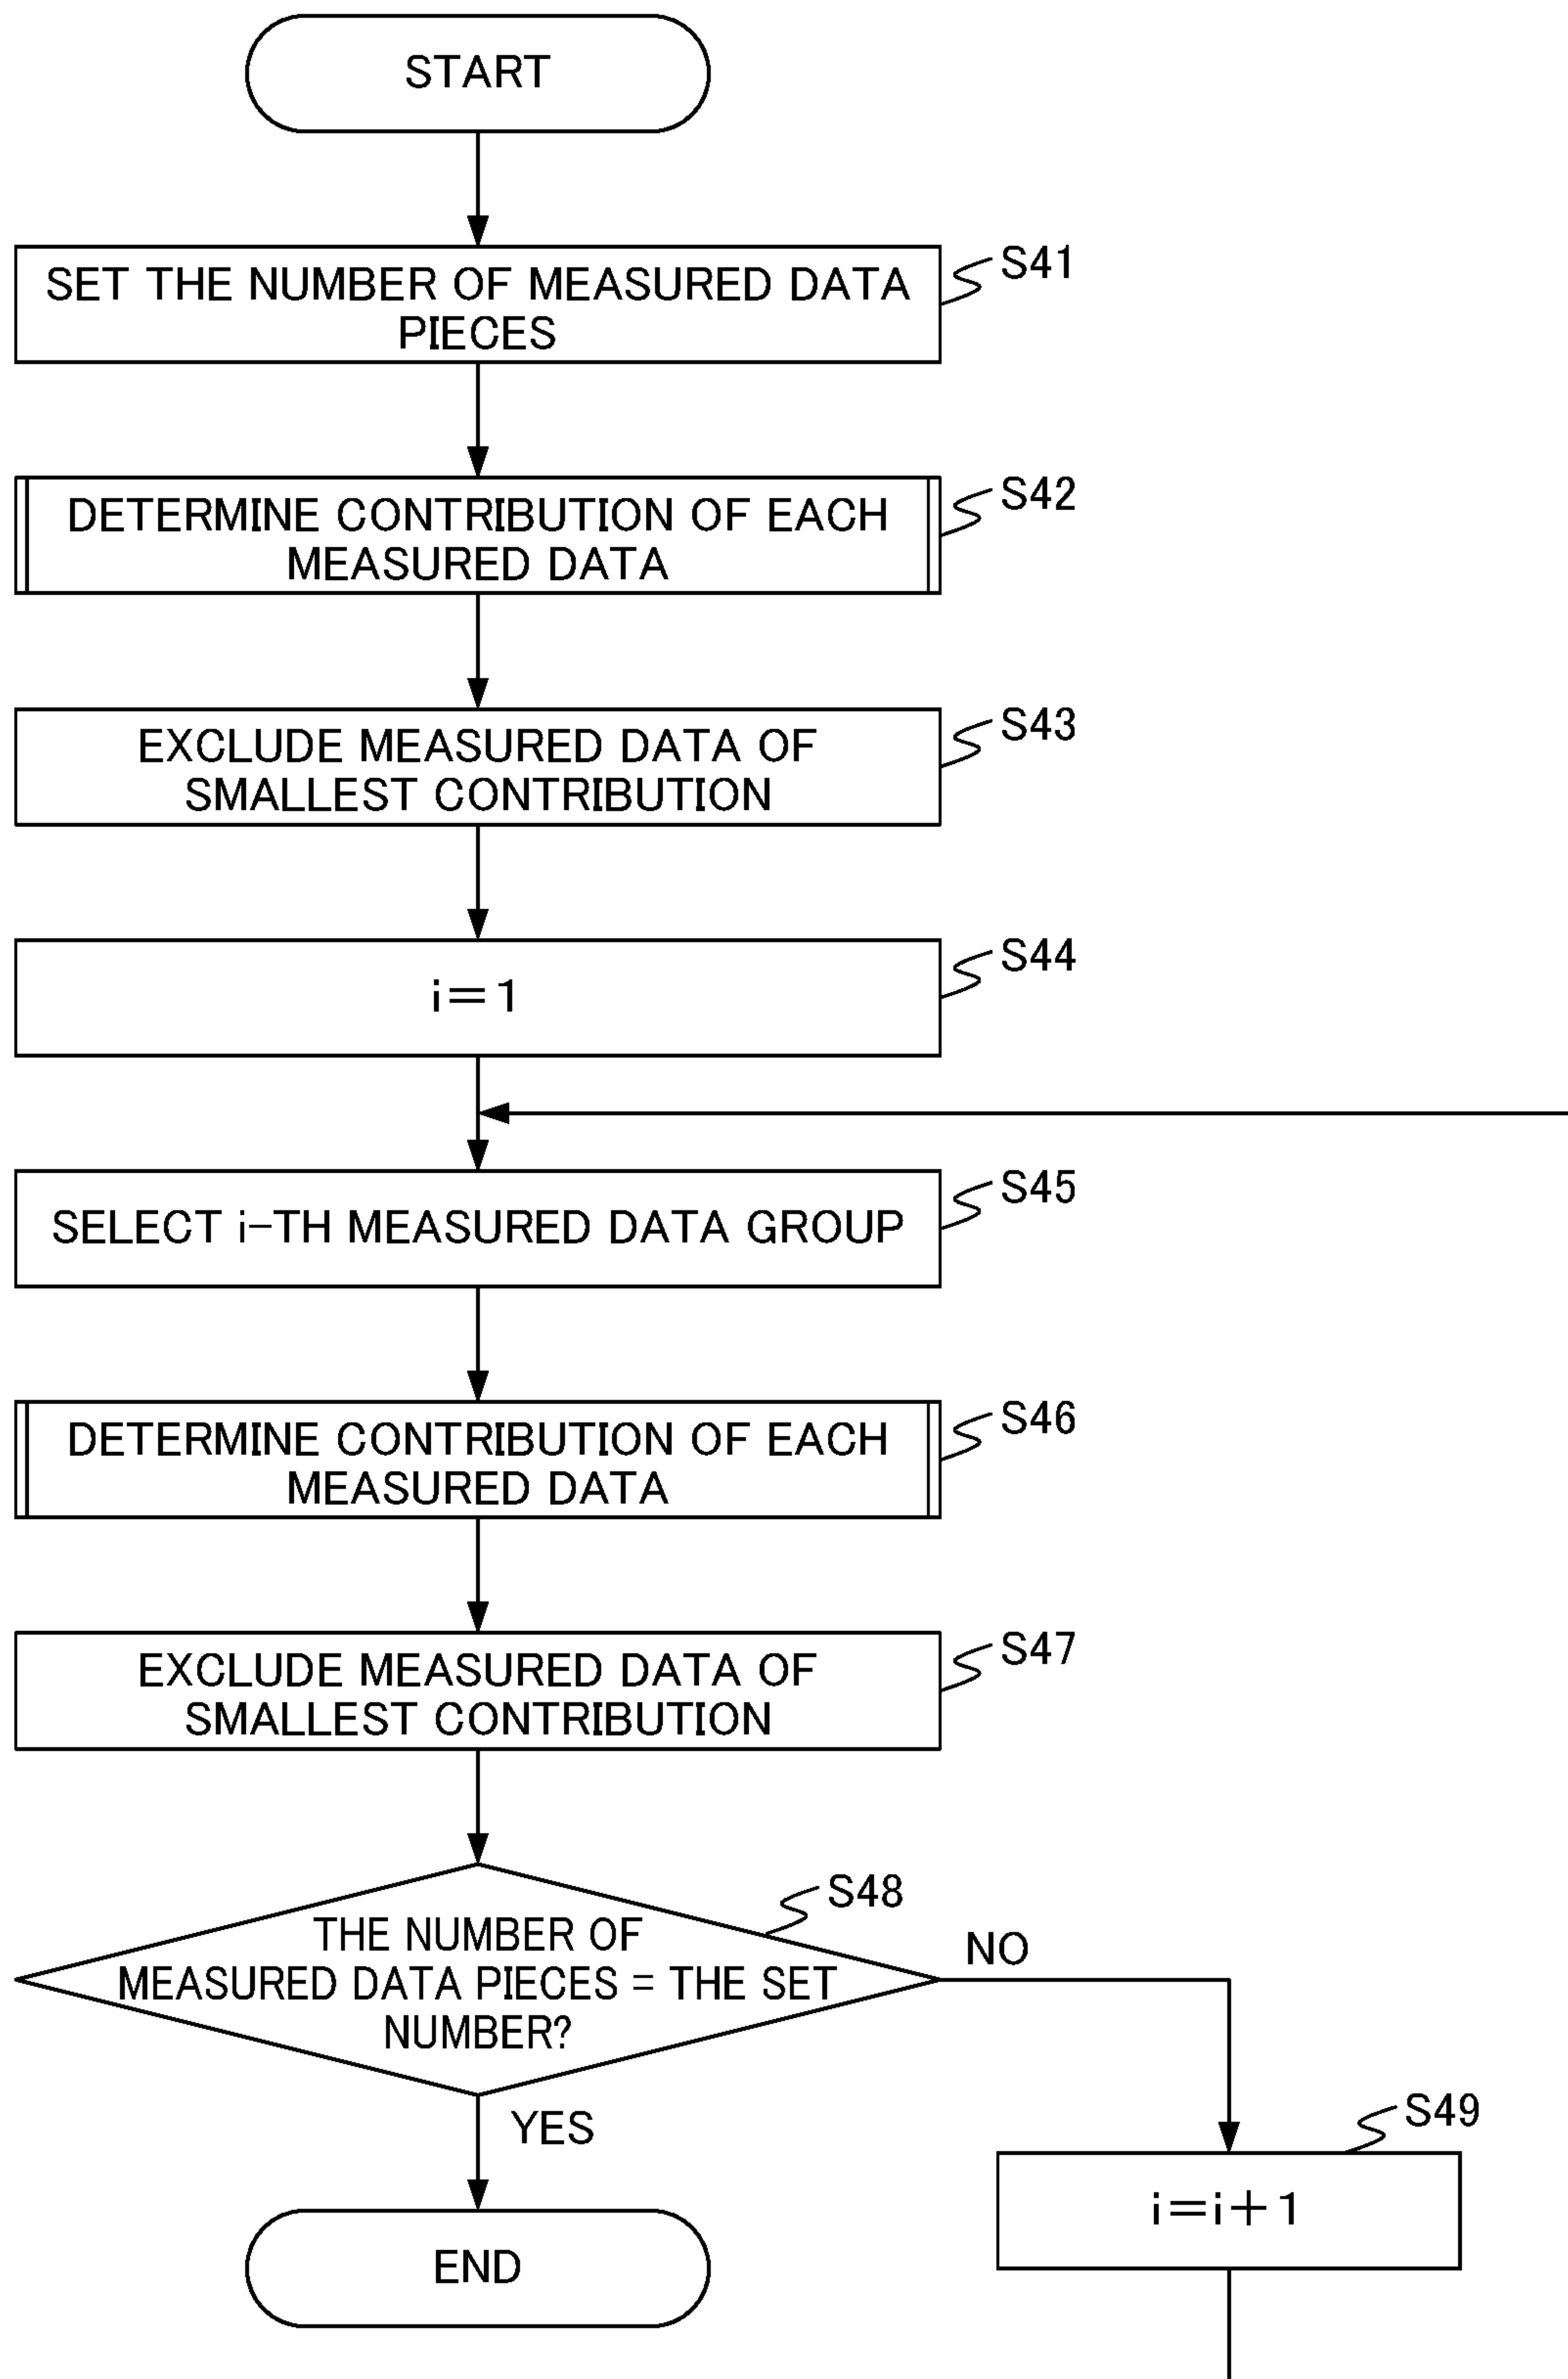 START
SET THE NUMBER OF MEASURED DATA
PIECES
S41
DETERMINE CONTRIBUTION OF EACH
MEASURED DATA
S42
EXCLUDE MEASURED DATA OF
SMALLEST CONTRIBUTION
S43
i=1
S44
SELECT i-TH MEASURED DATA GROUP
S45
DETERMINE CONTRIBUTION OF EACH
MEASURED DATA
S46
EXCLUDE MEASURED DATA OF
SMALLEST CONTRIBUTION
S47
THE NUMBER OF
MEASURED DATA PIECES = THE SET
NUMBER?
S48
NO
YES
S49
i=i+1
END